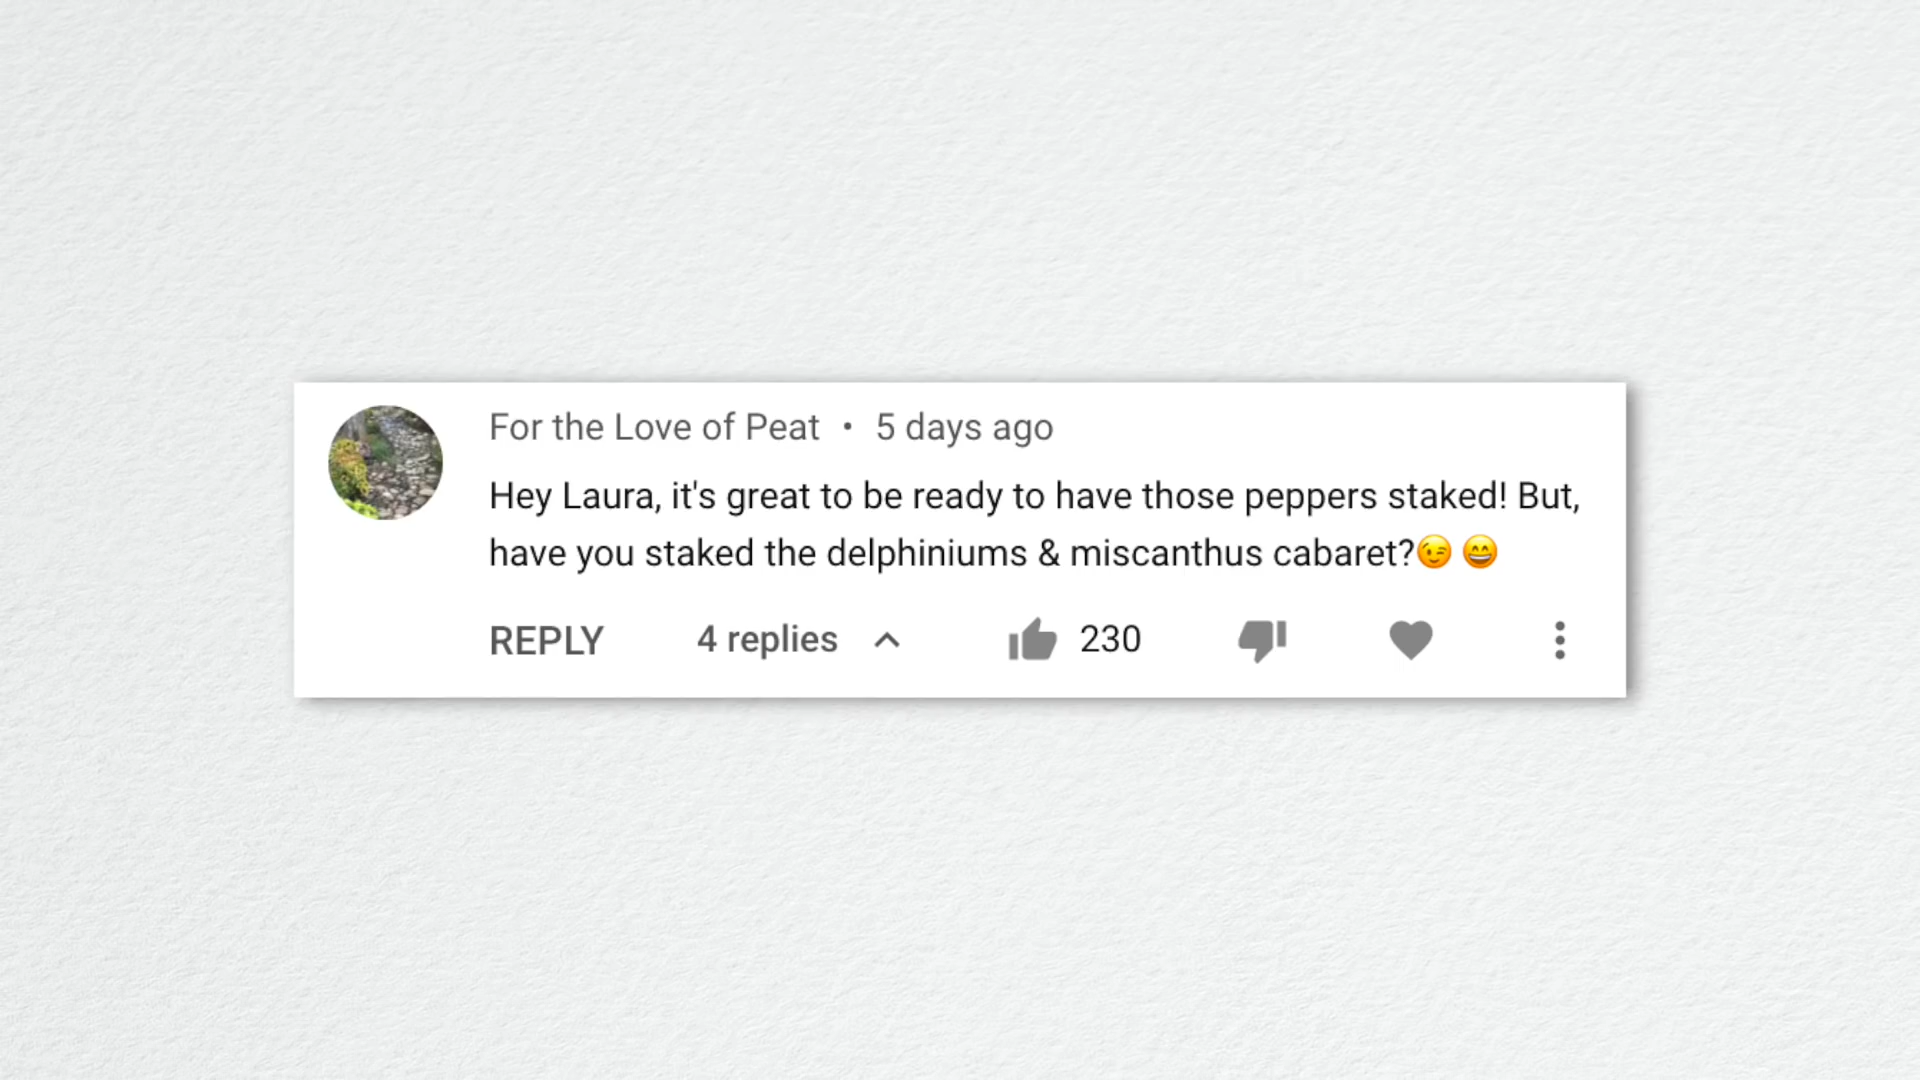 For the Love of Peat • 5 days ago
Hey Laura, it's great to be ready to have those peppers staked! But,
have you staked the delphiniums & miscanthus cabaret?😉 😄
REPLY 4 replies 230